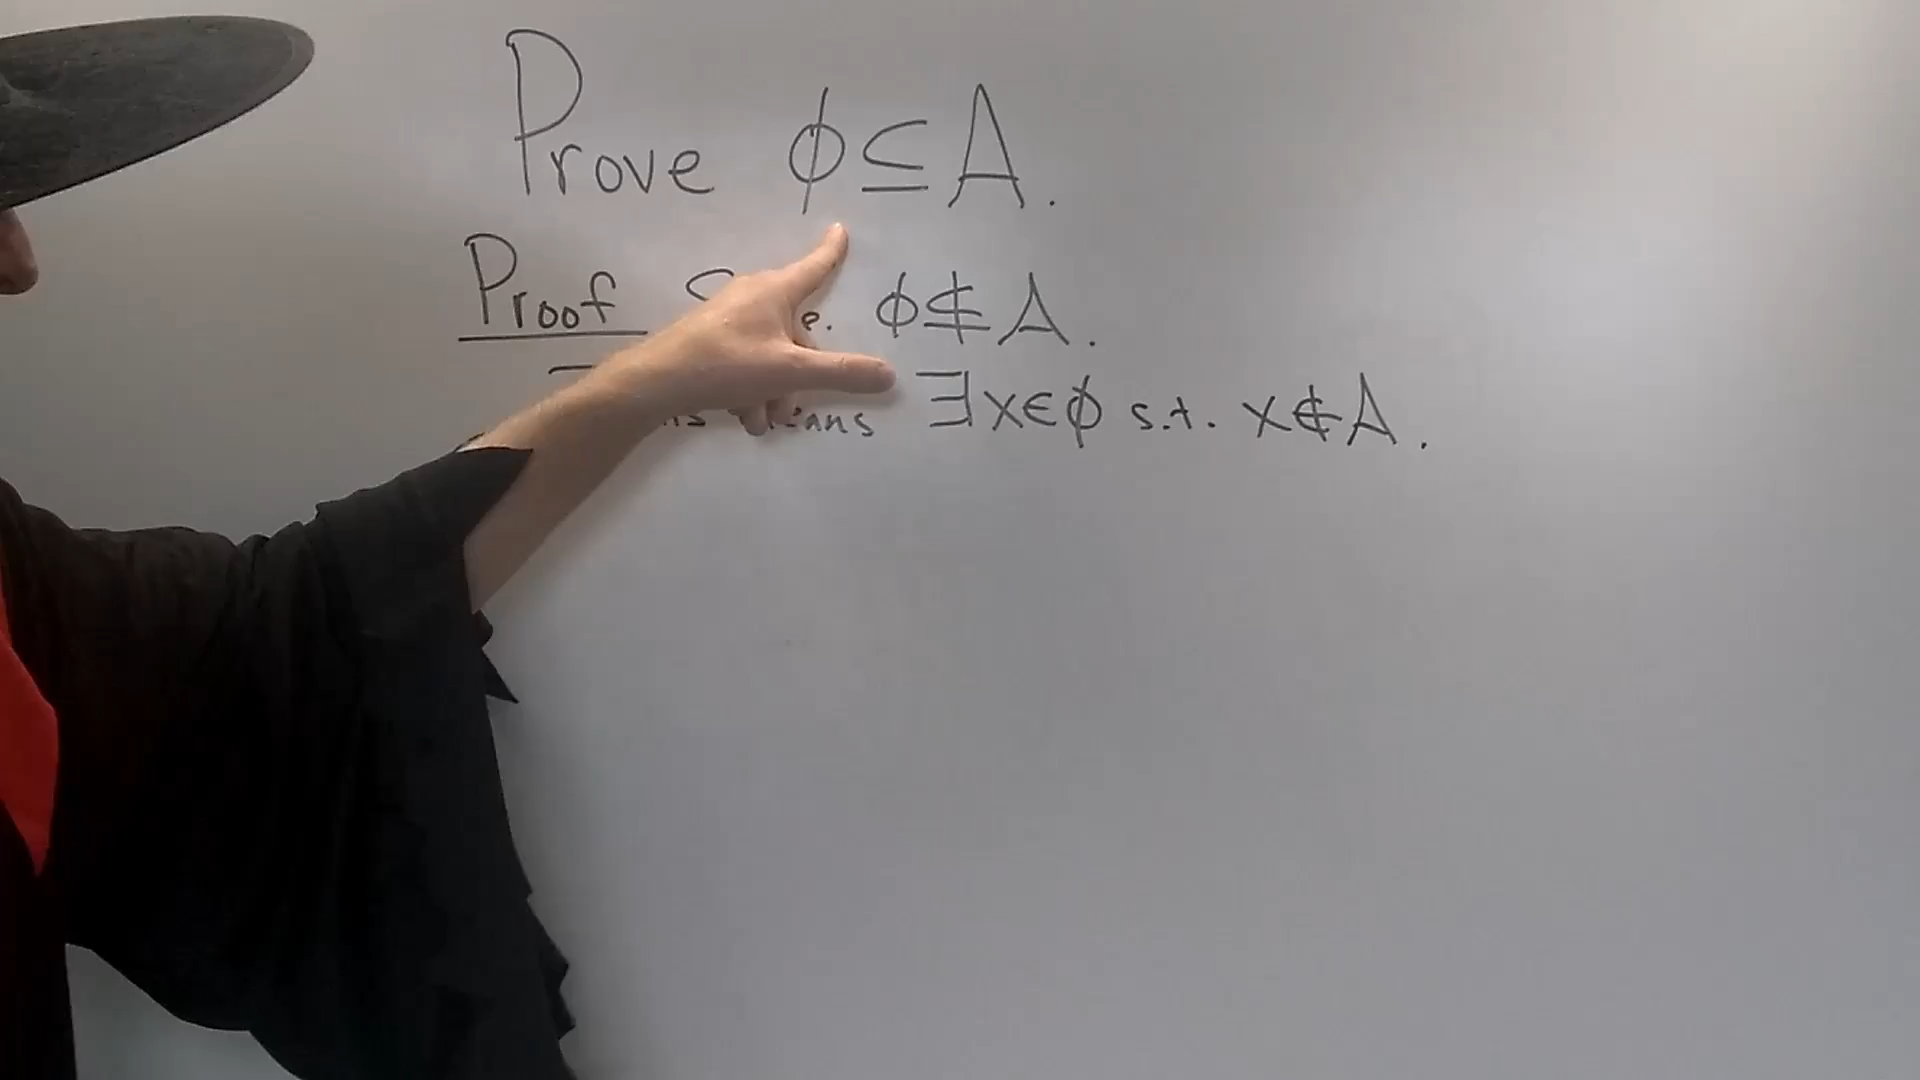 Prove ϕ⊆A.
Proof ϕ⊈A.
∃x∈ϕ s.t. x∉A.